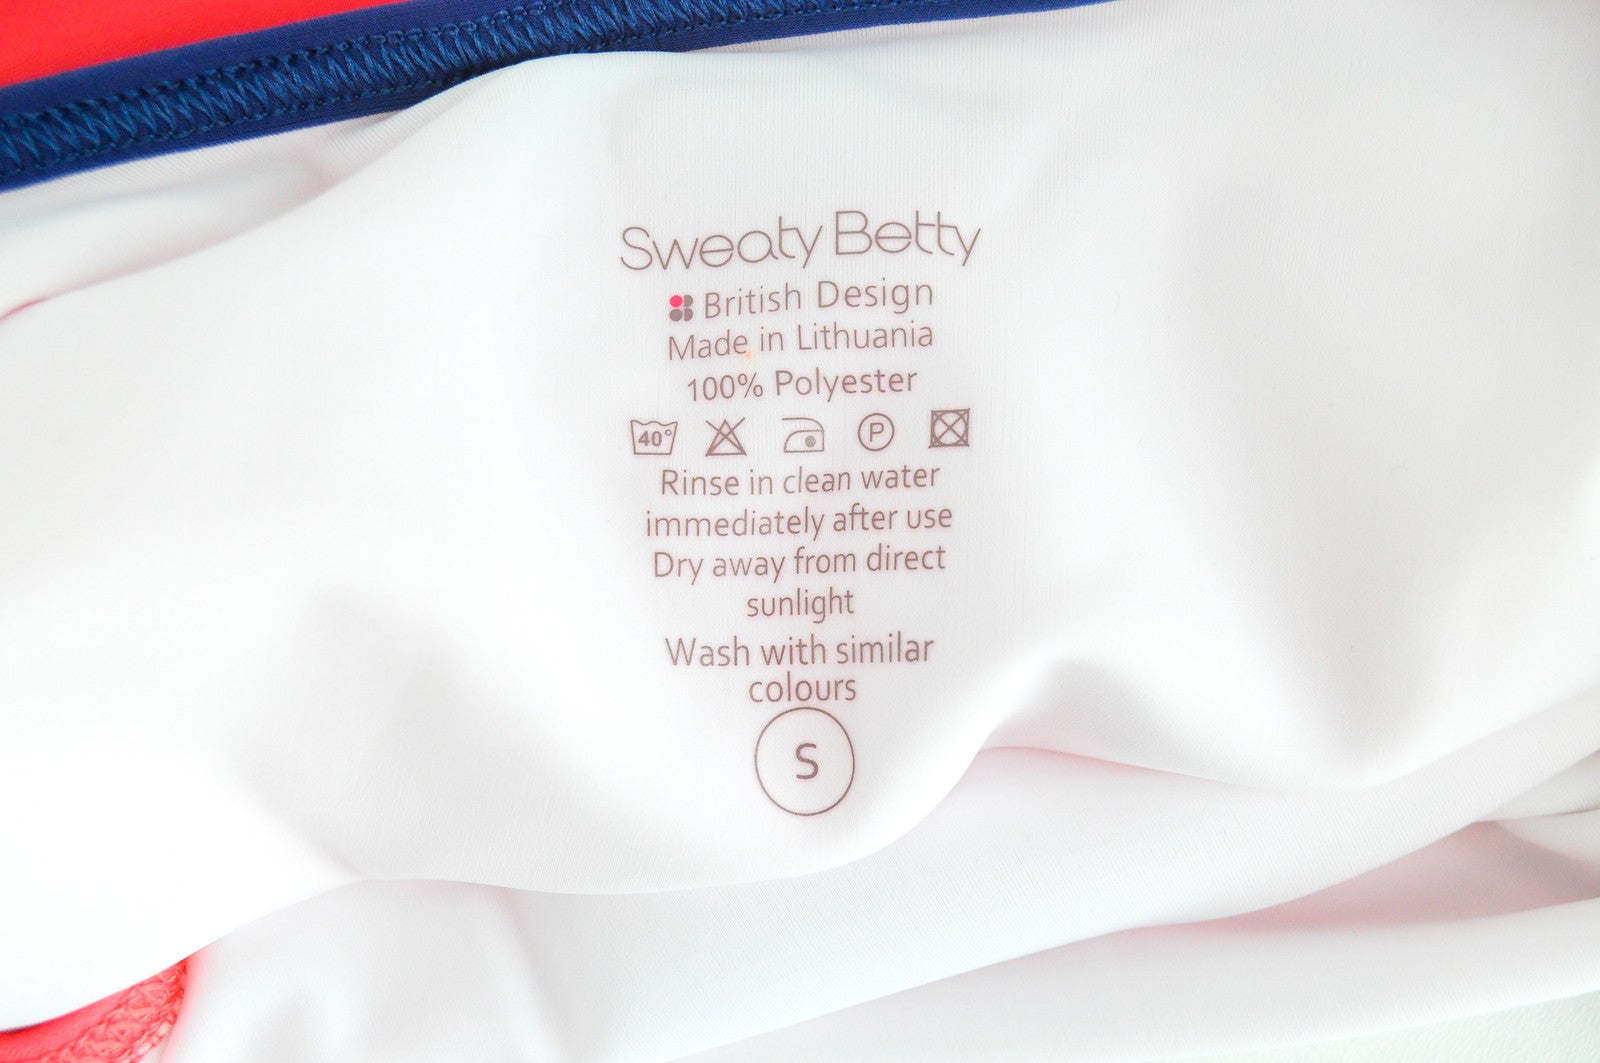 Sweaty Betty
British Design
Made in Lithuania
100% Polyester
40° P
Rinse in clean water
immediately after use
Dry away from direct
sunlight
Wash with similar
colours
S